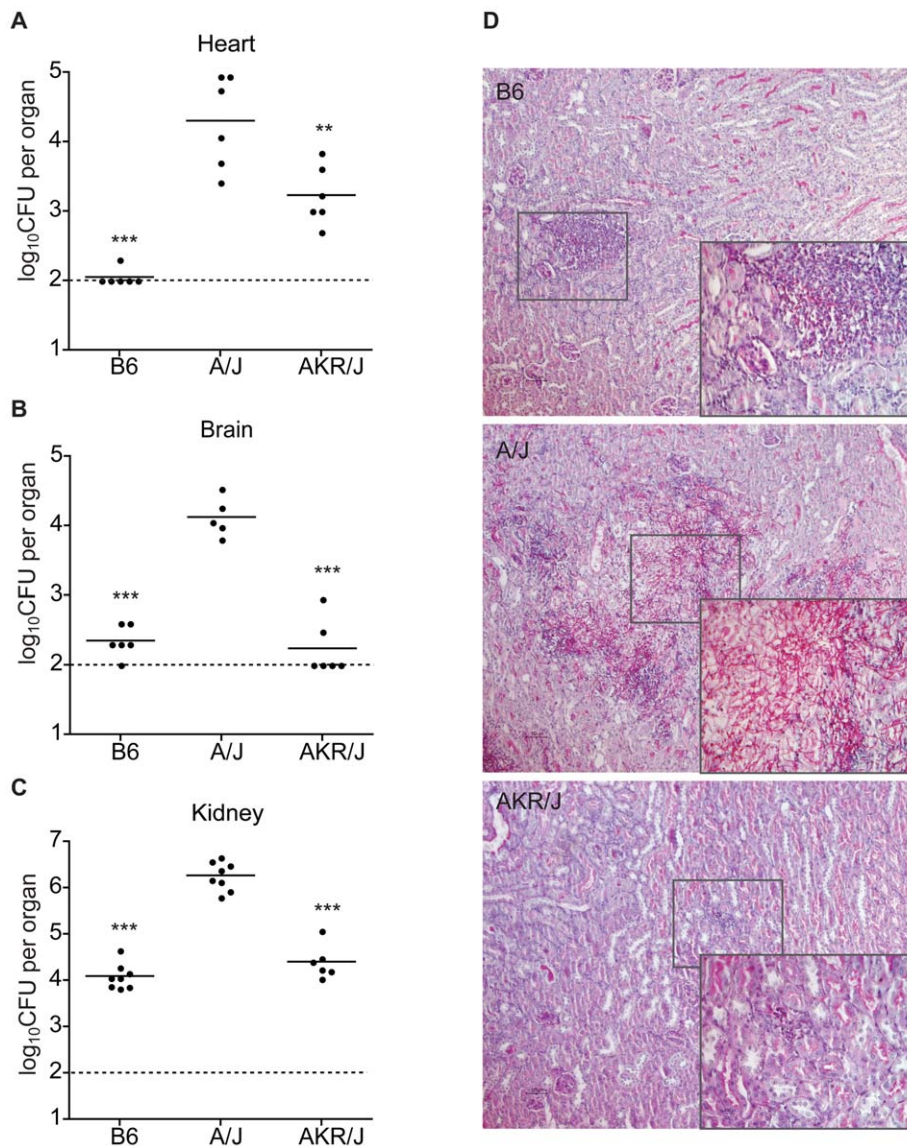 A
Heart
log₁₀CFU per organ
5
4
3
2
1
***
**
B6 A/J AKR/J
B
Brain
log₁₀CFU per organ
5
4
3
2
1
***
***
B6 A/J AKR/J
C
Kidney
log₁₀CFU per organ
7
6
5
4
2
1
***
***
B6 A/J AKR/J
D
B6
A/J
AKR/J